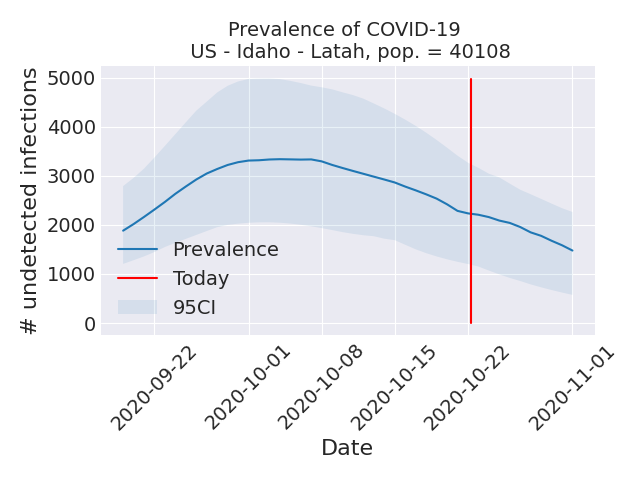 Prevalence of COVID-19
US - Idaho - Latah, pop. = 40108
# undetected infections
5000
4000
3000
2000
1000
0
Prevalence
Today
95CI
2020-09-22
2020-10-01
2020-10-08
2020-10-15
2020-10-22
2020-11-01
Date